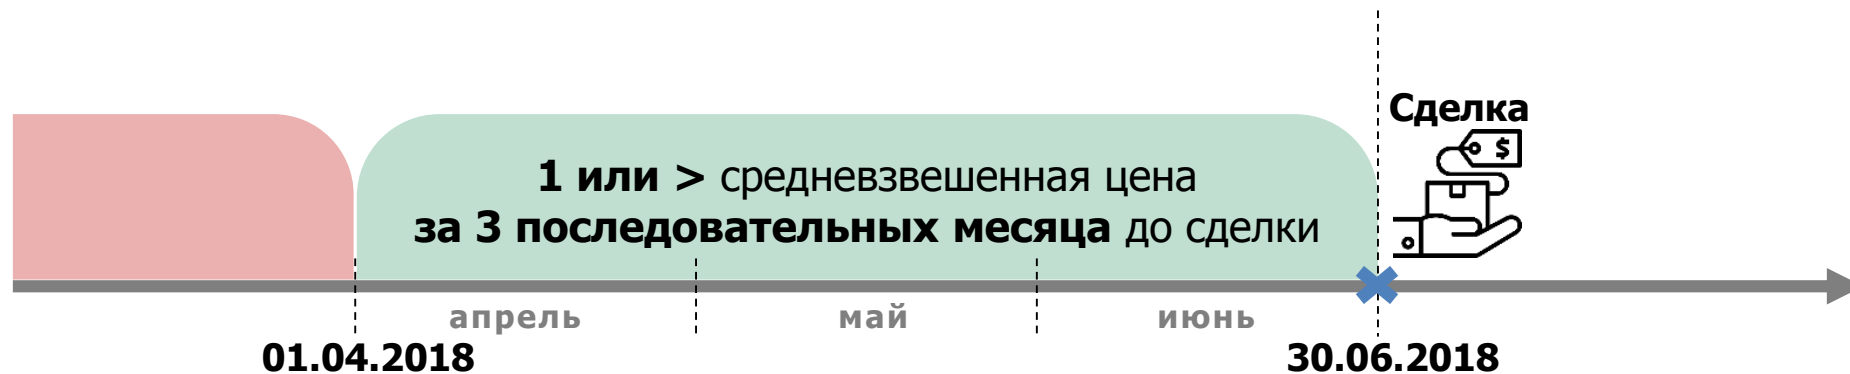 Сделка
$
1 или > средневзвешенная цена
за 3 последовательных месяца до сделки
апрель май июнь
01.04.2018 30.06.2018